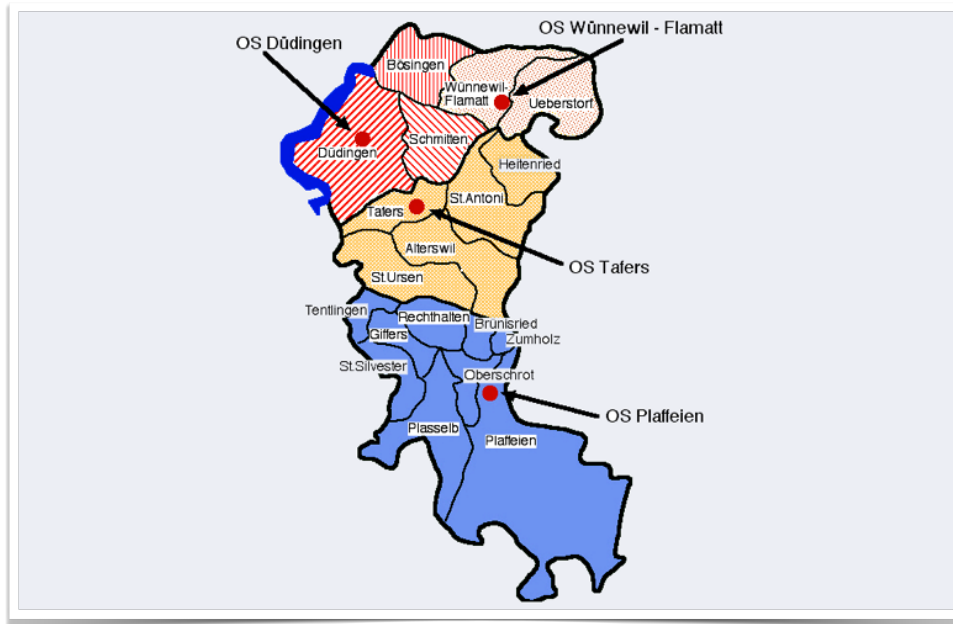 OS Wünnewil - Flamatt
OS Düdingen
Bösingen
Wünnewil-
Flamatt
Ueberstorf
Schmitten
Düdingen
Heitenried
St.Antoni
Tafers
Alterswil
OS Tafers
St.Ursen
Tentlingen
Rechthalten
Brünisried
Giffers
Zumholz
St.Silvester
Oberschrot
OS Plaffeien
Plasselb
Plaffeien